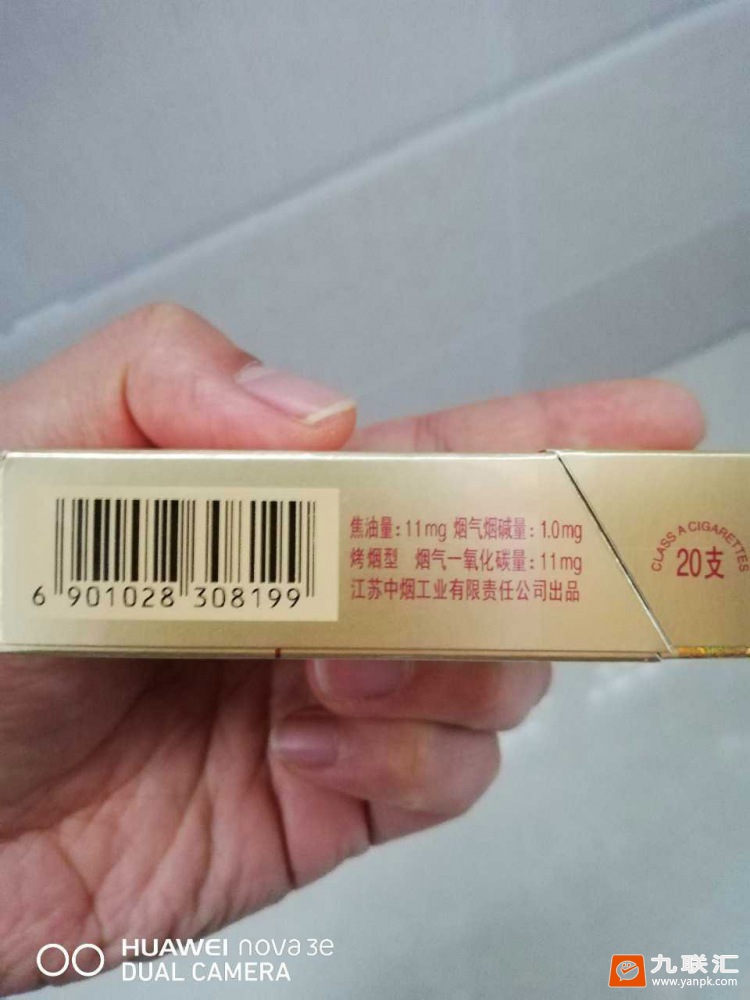 焦油量:11mg 烟气烟碱量:1.0mg
烤烟型 烟气一氧化碳量:11mg
江苏中烟工业有限责任公司出品
6 901028 308199
CLASS A CIGARETTES
20支
HUAWEI nova 3e
DUAL CAMERA
九联汇
www.yanpk.com